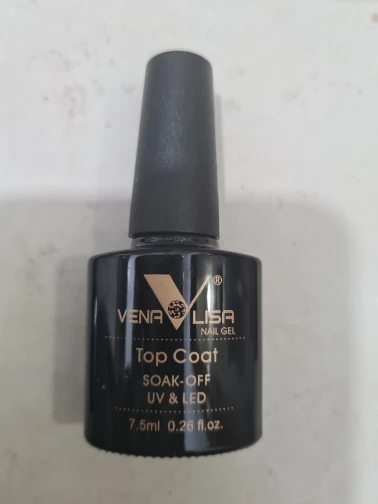 VENA LISA ®
NAIL GEL
Top Coat
SOAK-OFF
UV & LED
7.5ml 0.26 fl.oz.